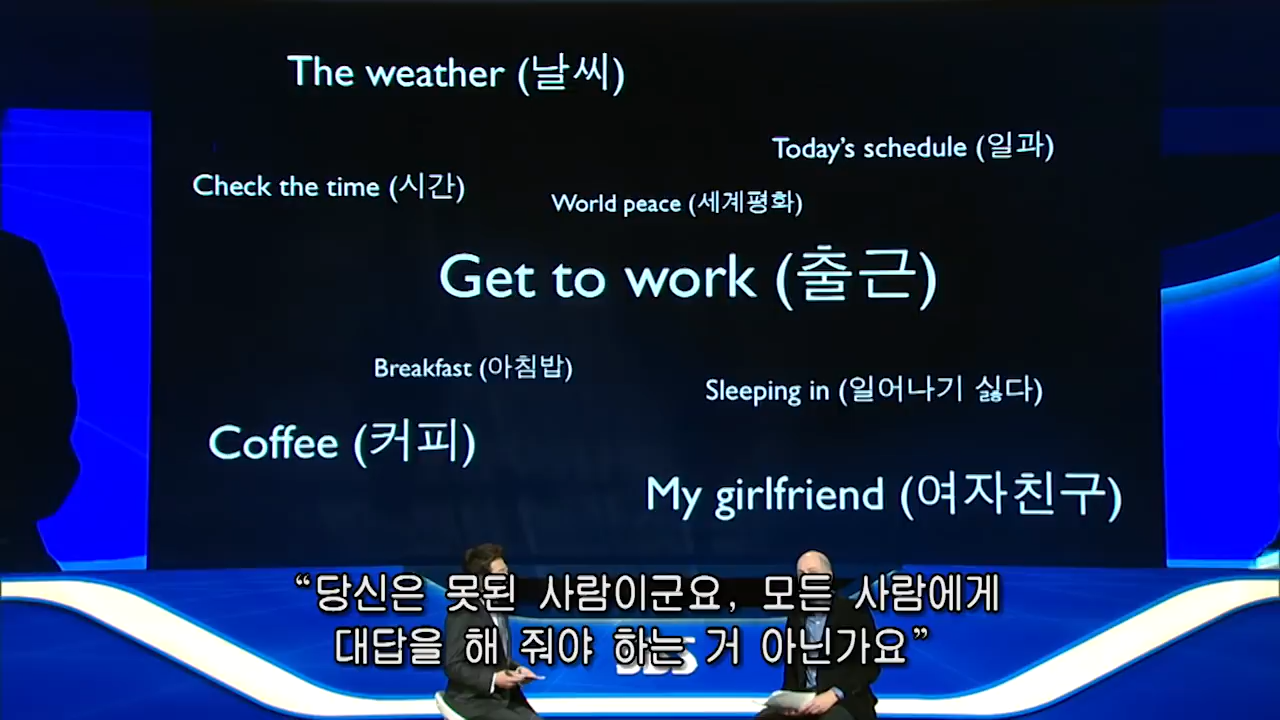 The weather (날씨)
Today's schedule (일과)
Check the time (시간)
World peace (세계평화)
Get to work (출근)
Breakfast (아침밥)
Sleeping in (일어나기 싫다)
Coffee (커피)
My girlfriend (여자친구)
“당신은 못된 사람이군요, 모든 사람에게
대답을 해 줘야 하는 거 아닌가요”
SBS